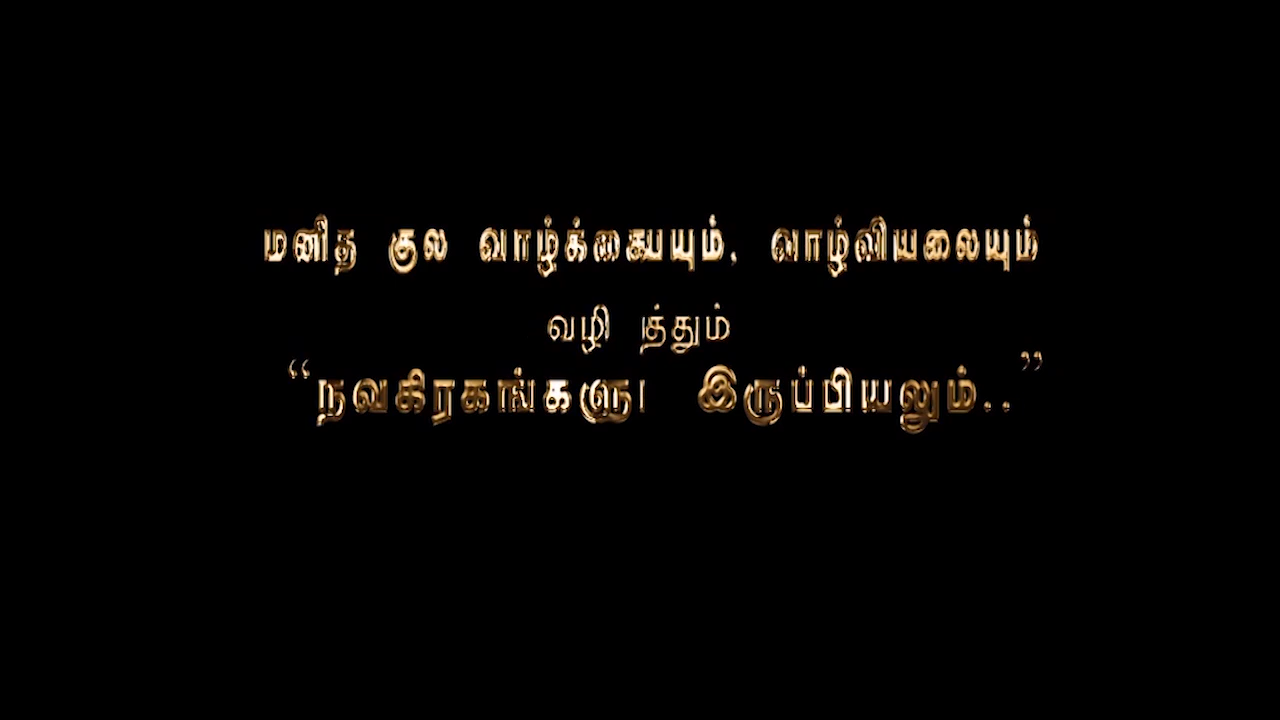 மனித குல வாழ்க்கையையும், வாழ்வியலையும்
வழி த்தும்
“நவகிரகங்களு இருப்பியலும்..”